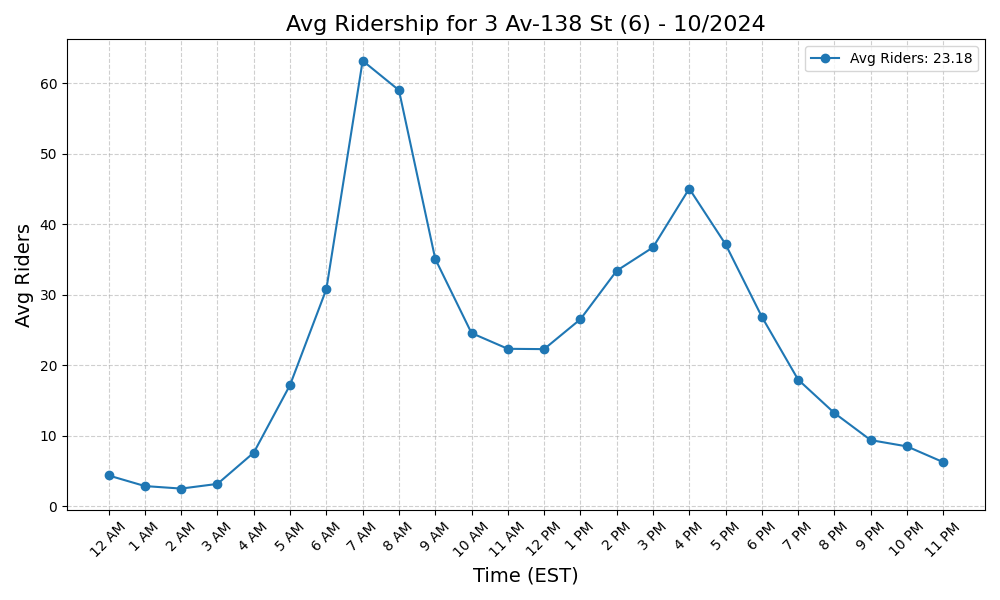 Avg Ridership for 3 Av-138 St (6) - 10/2024
Avg Riders: 23.18
Avg Riders
60
50
40
30
20
10
0
12 AM
1 AM
2 AM
3 AM
4 AM
5 AM
6 AM
7 AM
8 AM
9 AM
10 AM
11 AM
12 PM
1 PM
2 PM
3 PM
4 PM
5 PM
6 PM
7 PM
8 PM
9 PM
10 PM
11 PM
Time (EST)